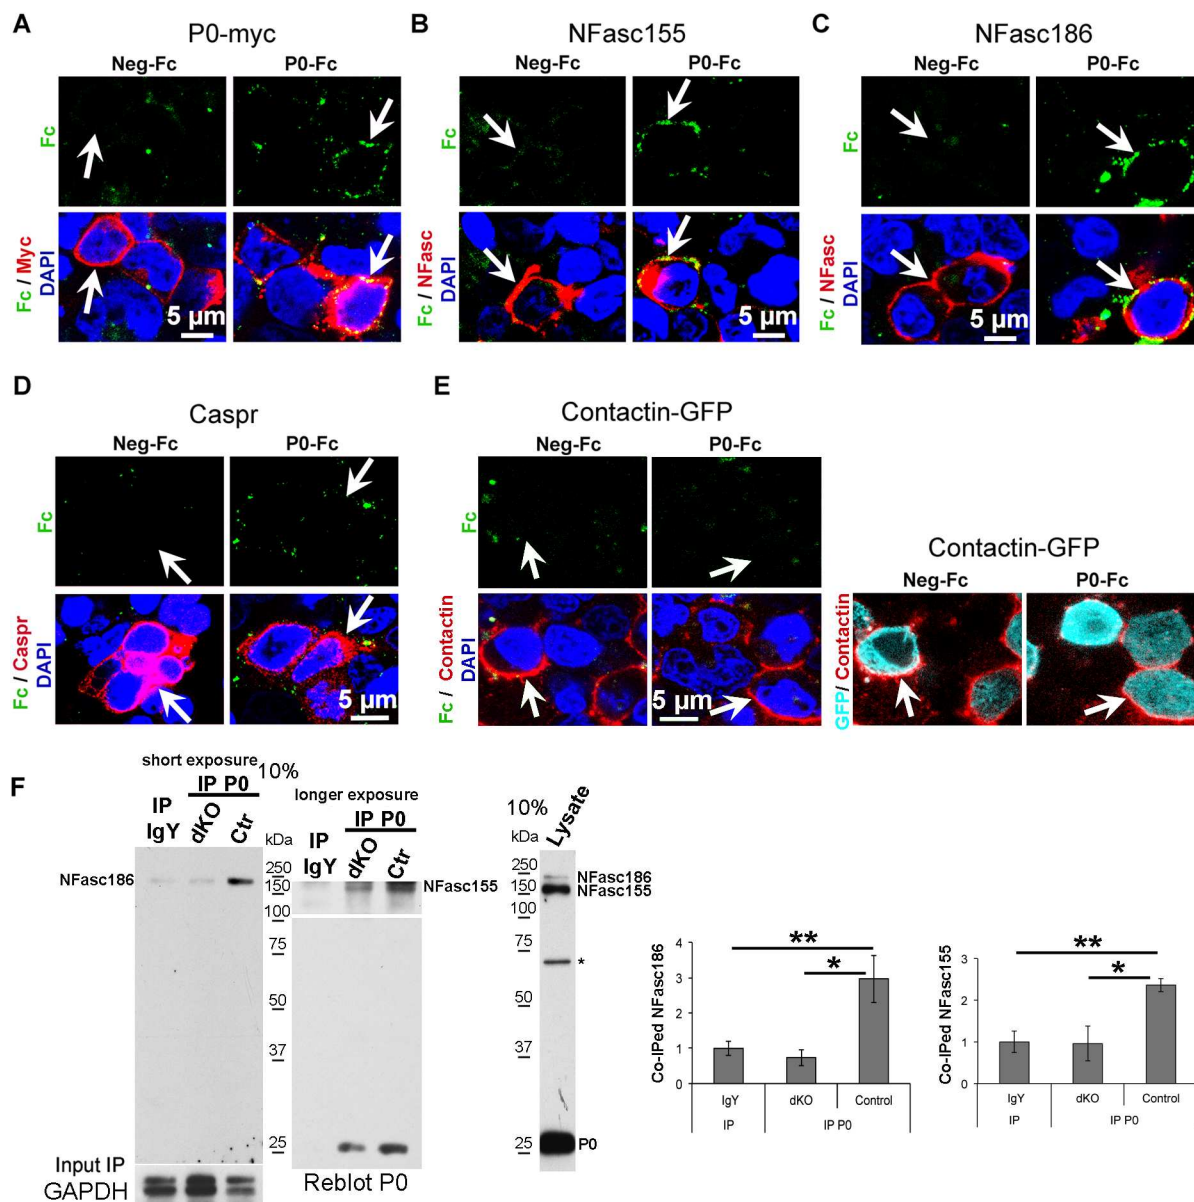 A
P0-myc
Neg-Fc
P0-Fc
Fc
Fc / Myc
DAPI
5 µm
B
NFasc155
Neg-Fc
P0-Fc
Fc
Fc / NFasc
DAPI
5 µm
C
NFasc186
Neg-Fc
P0-Fc
Fc
Fc / NFasc
DAPI
5 µm
D
Caspr
Neg-Fc
P0-Fc
Fc
Fc / Caspr
DAPI
5 µm
E
Contactin-GFP
Neg-Fc
P0-Fc
Fc
Fc / Contactin
DAPI
5 µm
Contactin-GFP
Neg-Fc
P0-Fc
GFP/ Contactin
F
short exposure
IP P0
10%
IP
IgY
dKO
Ctr
kDa
NFasc186
250
150
100
75
50
37
25
Input IP
GAPDH
longer exposure
IP P0
IP
IgY
dKO
Ctr
NFasc155
Reblot P0
10%
Lysate
kDa
250
150
100
75
50
37
25
NFasc186
NFasc155
*
P0
Co-IPed NFasc186
4
3
2
1
0
**
*
IgY
dKO
Control
IP
IP P0
Co-IPed NFasc155
3
2
1
0
**
*
IgY
dKO
Control
IP
IP P0